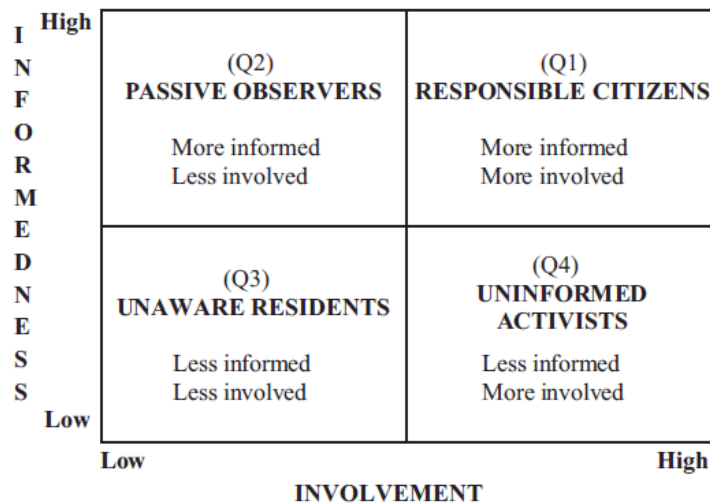 INFORMEDNESS
High
(Q2)
PASSIVE OBSERVERS
More informed
Less involved
(Q1)
RESPONSIBLE CITIZENS
More informed
More involved
(Q3)
UNAWARE RESIDENTS
Less informed
Less involved
(Q4)
UNINFORMED
ACTIVISTS
Less informed
More involved
Low
Low
High
INVOLVEMENT